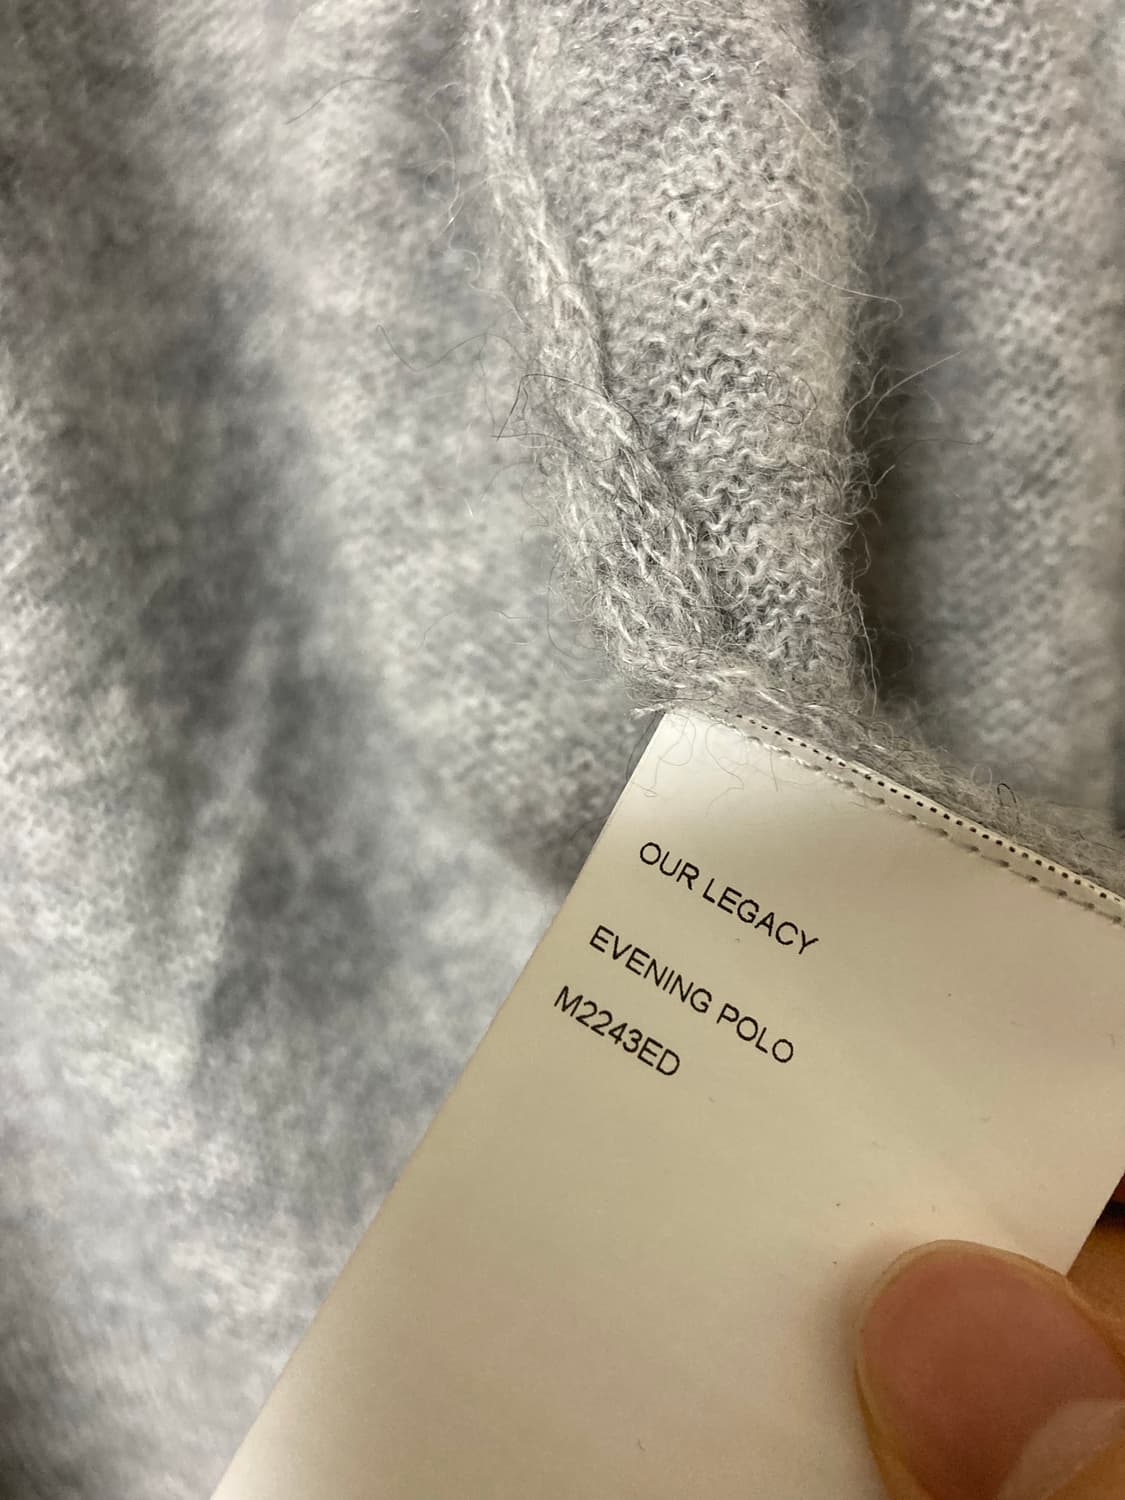 OUR LEGACY
EVENING POLO
M2243ED